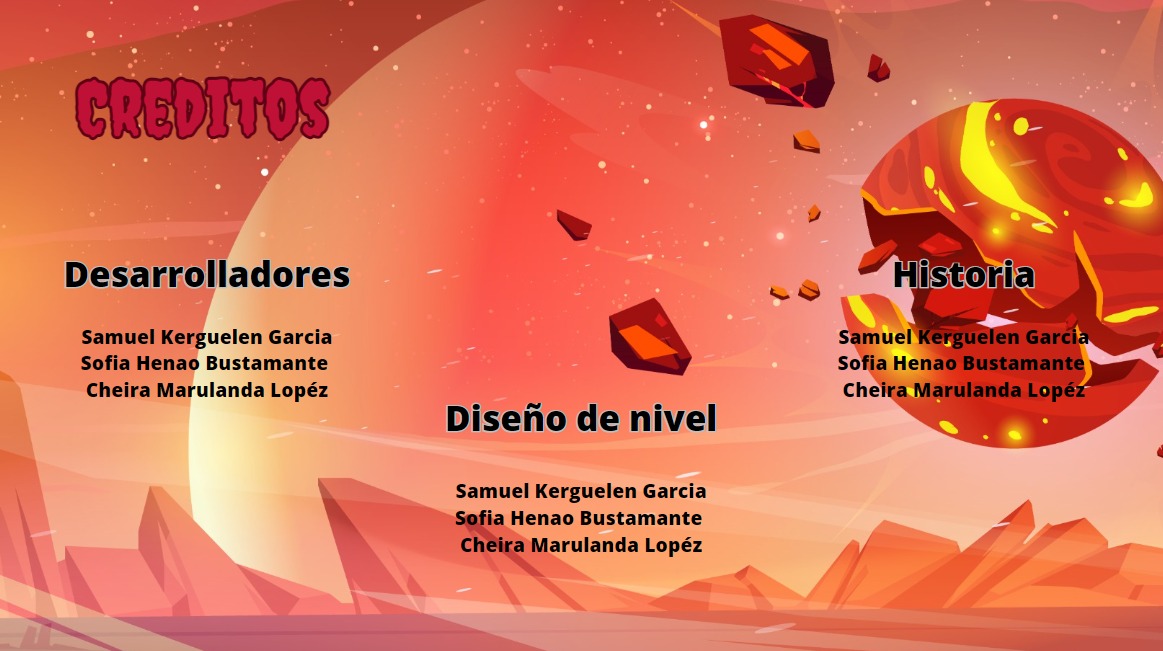 CREDITOS
Desarrolladores
Samuel Kerguelen Garcia
Sofia Henao Bustamante
Cheira Marulanda Lopéz
Diseño de nivel
Samuel Kerguelen Garcia
Sofia Henao Bustamante
Cheira Marulanda Lopéz
Historia
Samuel Kerguelen Garcia
Sofia Henao Bustamante
Cheira Marulanda Lopéz